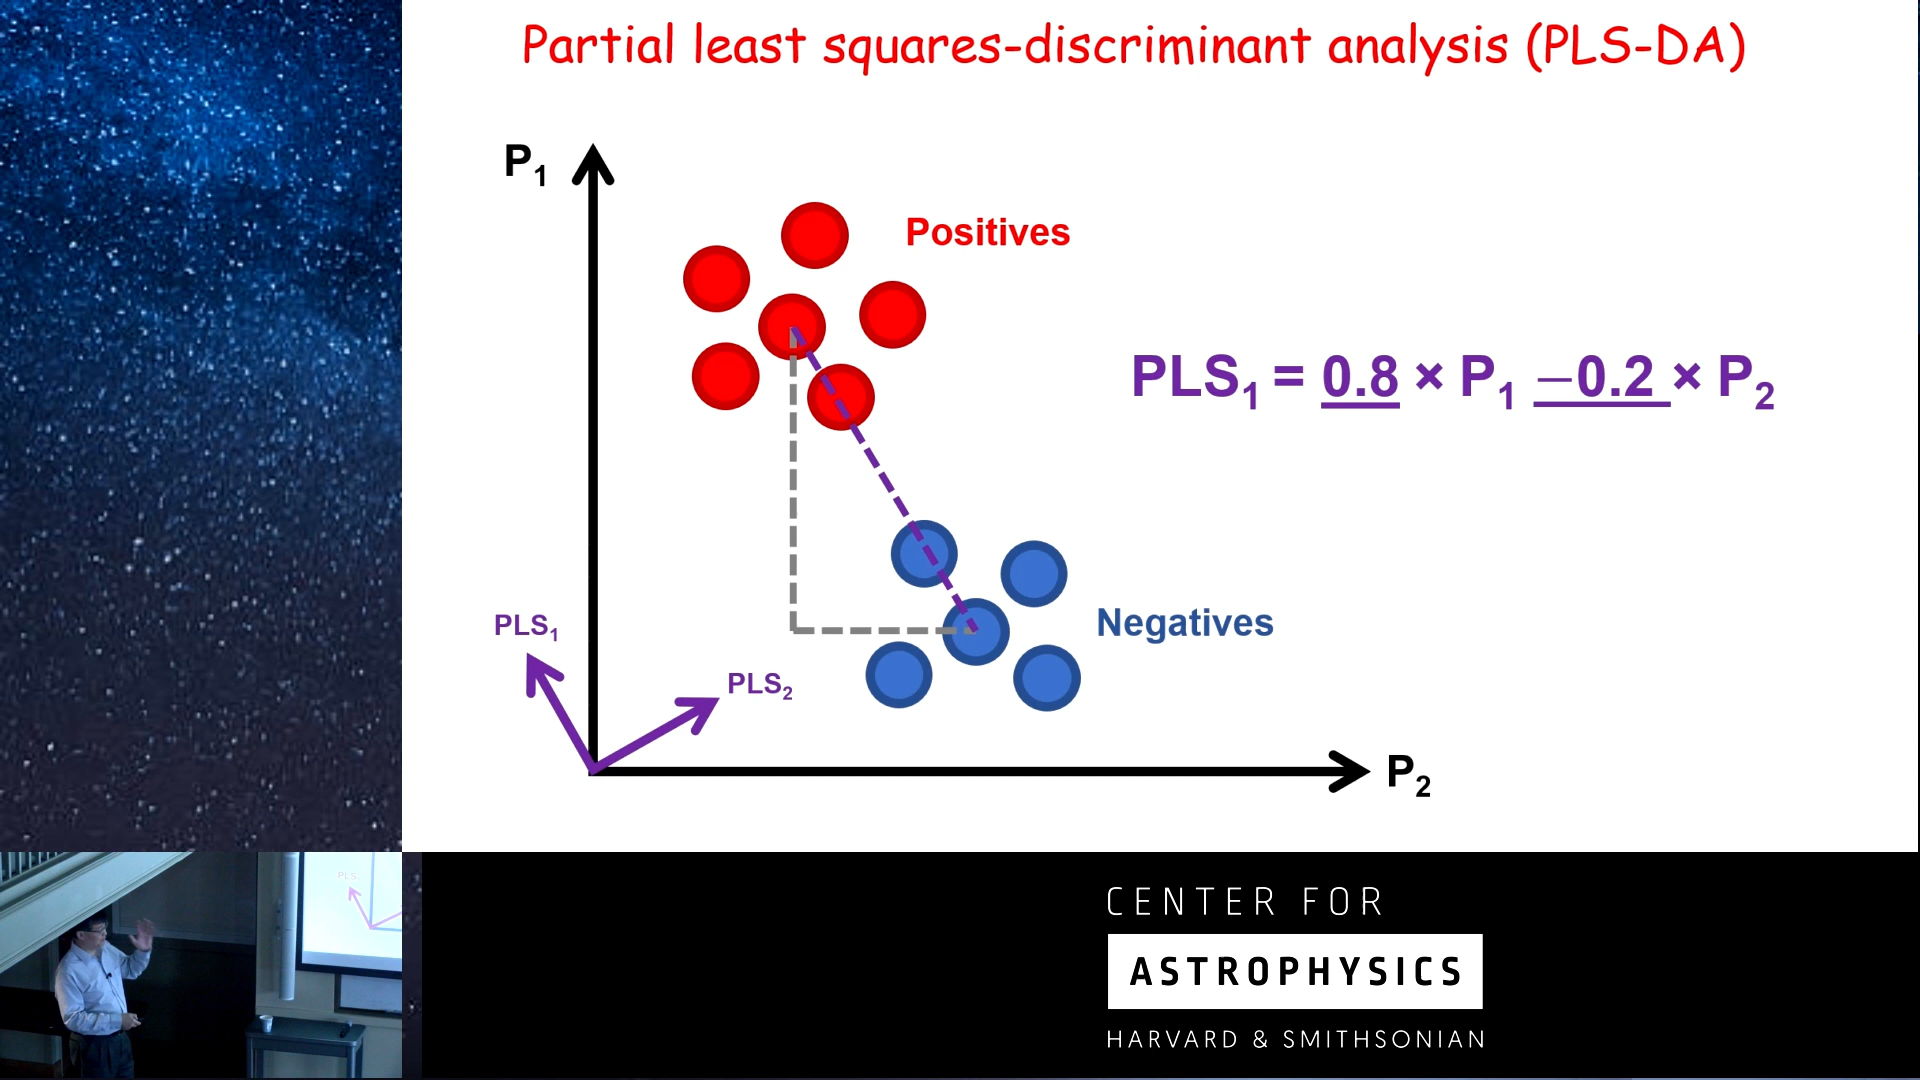 Partial least squares-discriminant analysis (PLS-DA)
P₁
Positives
PLS₁ = 0.8 × P₁ –0.2 × P₂
Negatives
PLS₁
PLS₂
P₂
PLS
CENTER FOR
ASTROPHYSICS
HARVARD & SMITHSONIAN